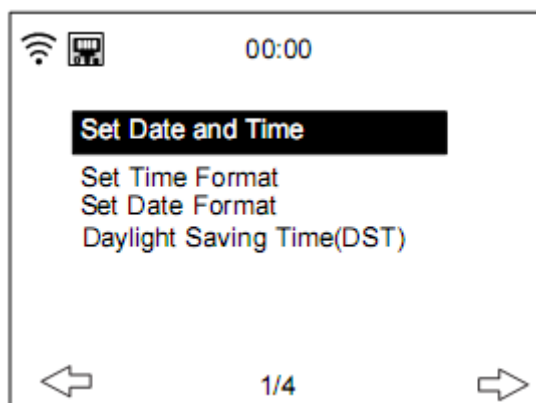 00:00
Set Date and Time
Set Time Format
Set Date Format
Daylight Saving Time(DST)
1/4